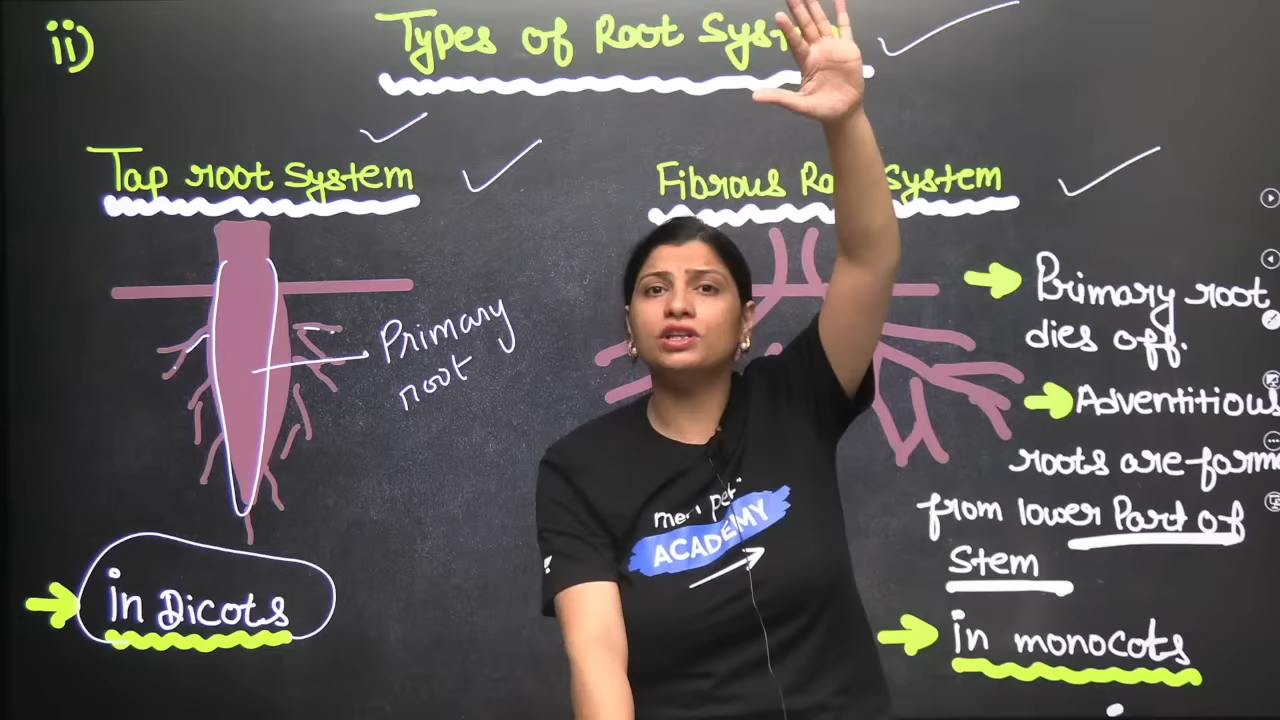 ii)
Types of Root Sys
Tap root System
Fibrous Ro System
Primary
root
Primary root
dies off.
Adventitious
roots are form
from lower Part of
Stem
in Dicots
in monocots
ACADEMY